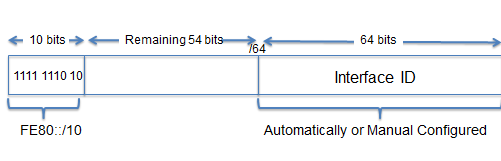 10 bits
Remaining 54 bits
64 bits
/64
1111 1110 10
Interface ID
FE80::/10
Automatically or Manual Configured